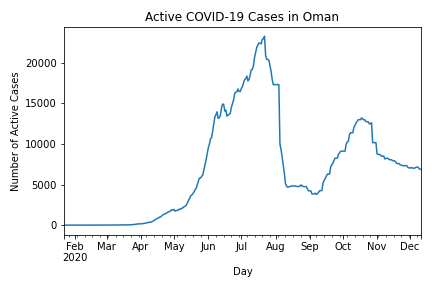 Active COVID-19 Cases in Oman
Number of Active Cases
20000
15000
10000
5000
0
Feb Mar Apr May Jun Jul Aug Sep Oct Nov Dec
2020
Day